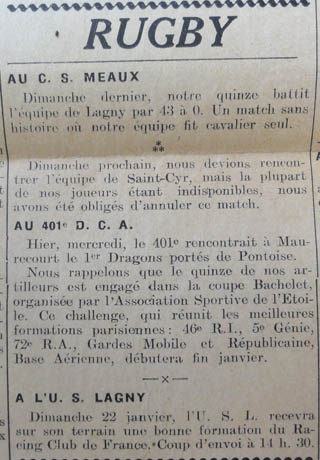 RUGBY
AU C. S. MEAUX
Dimanche dernier, notre quinze battit
l'équipe de Lagny par 43 à 0. Un match sans
histoire où notre équipe fit cavalier seul.
*
**
Dimanche prochain, nous devions rencon-
trer l'équipe de Saint-Cyr, mais la plupart
de nos joueurs étant indisponibles, nous
avons été obligés d'annuler ce match.
AU 401e D. C. A.
Hier, mercredi, le 401e rencontrait à Mau-
recourt le 1er Dragons portés de Pontoise.
Nous rappelons que le quinze de nos ar-
tilleurs est engagé dans la coupe Bachelet,
organisée par l'Association Sportive de l'Etoi-
le. Ce challenge, qui réunit les meilleures
formations parisiennes : 46e R.I., 5e Génie,
72e R.A., Gardes Mobile et Républicaine,
Base Aérienne, débutera fin janvier.
—x—
A L'U. S. LAGNY
Dimanche 22 janvier, l'U. S. L. recevra
sur son terrain une bonne formation du Ra-
cing Club de France. Coup d'envoi à 14 h. 30.